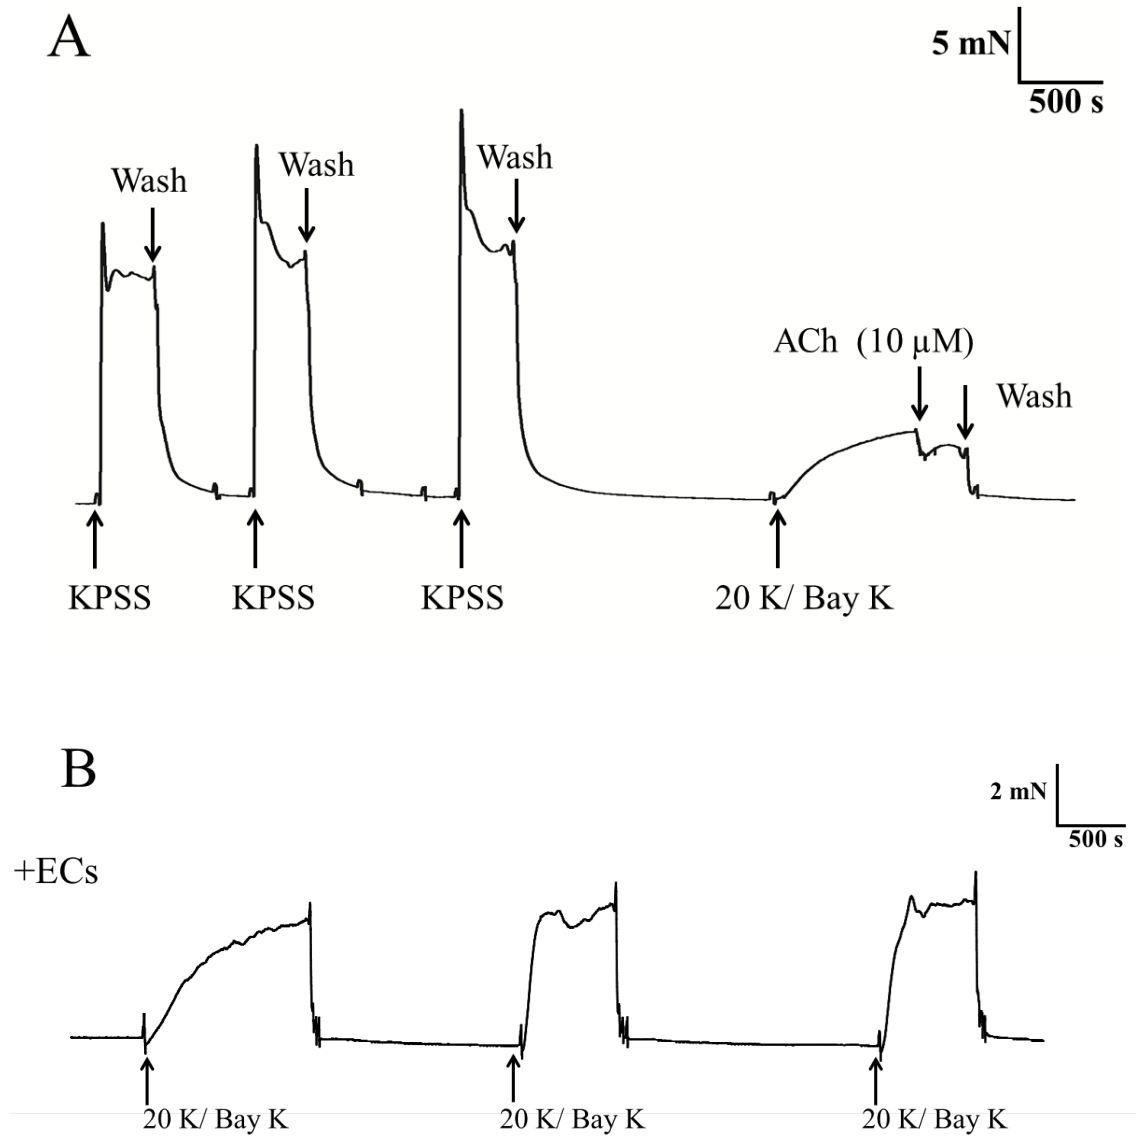 A
5 mN
500 s
Wash
Wash
Wash
ACh (10 µM)
Wash
KPSS
KPSS
KPSS
20 K/ Bay K
B
2 mN
500 s
+ECs
20 K/ Bay K
20 K/ Bay K
20 K/ Bay K